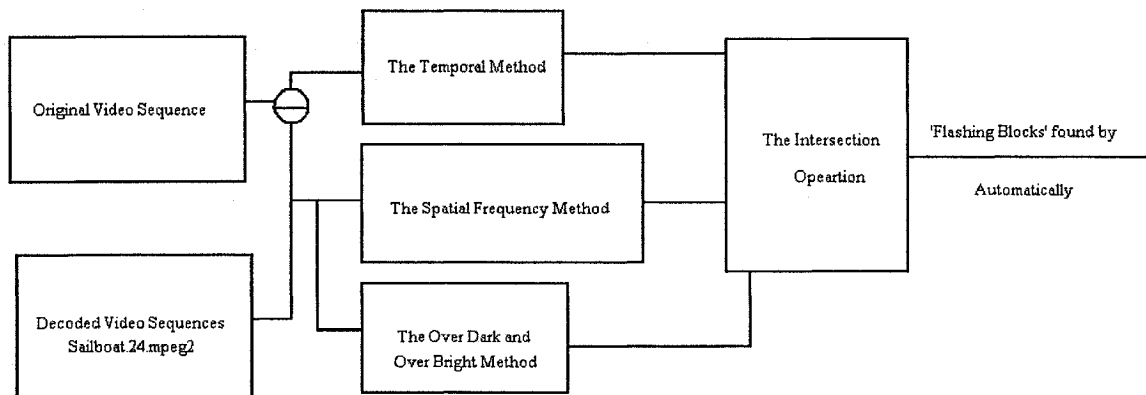 The Temporal Method
Original Video Sequence
The Intersection
Opeartion
'Flashing Blocks' found by
Automatically
The Spatial Frequency Method
Decoded Video Sequences
Sailboat.24.mpeg2
The Over Dark and
Over Bright Method